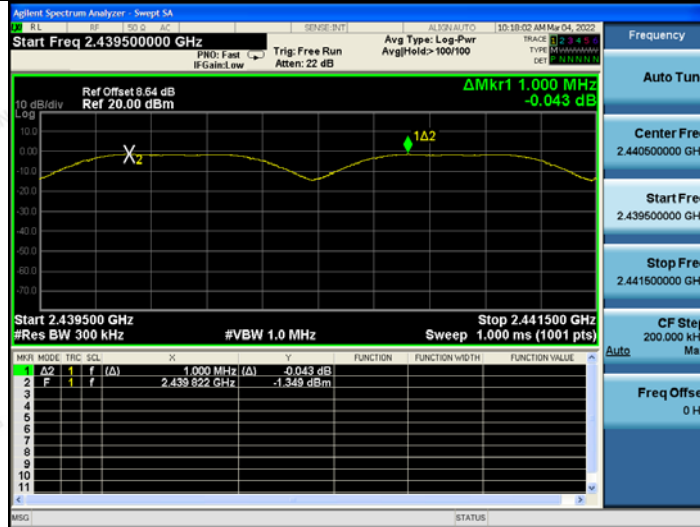 Agilent Spectrum Analyzer - Swept SA
RL RF 50 Ω AC SENSE:INT ALIGNAUTO 10:18:02 AM Mar 04, 2022
Start Freq 2.439500000 GHz
PNO: Fast
IFGain:Low
Trig: Free Run
Atten: 22 dB
Avg Type: Log-Pwr
Avg|Hold:> 100/100
TRACE 1 2 3 4 5 6
TYPE M
DET P N N N N N
Ref Offset 8.64 dB
Ref 20.00 dBm
10 dB/div
Log
ΔMkr1 1.000 MHz
-0.043 dB
10.0
0.00
-10.0
-20.0
-30.0
-40.0
-50.0
-60.0
-70.0
2
1Δ2
Start 2.439500 GHz
Stop 2.441500 GHz
#Res BW 300 kHz #VBW 1.0 MHz Sweep 1.000 ms (1001 pts)
MKR MODE TRC SCL X Y FUNCTION FUNCTION WIDTH FUNCTION VALUE
1 Δ2 1 f (Δ) 1.000 MHz (Δ) -0.043 dB
2 F 1 f 2.439 822 GHz -1.349 dBm
3
4
5
6
7
8
9
10
11
MSG STATUS
Frequency
Auto Tun
Center Fre
2.440500000 GH
Start Fre
2.439500000 GH
Stop Fre
2.441500000 GH
CF Step
200.000 kH
Auto Ma
Freq Offse
0 H